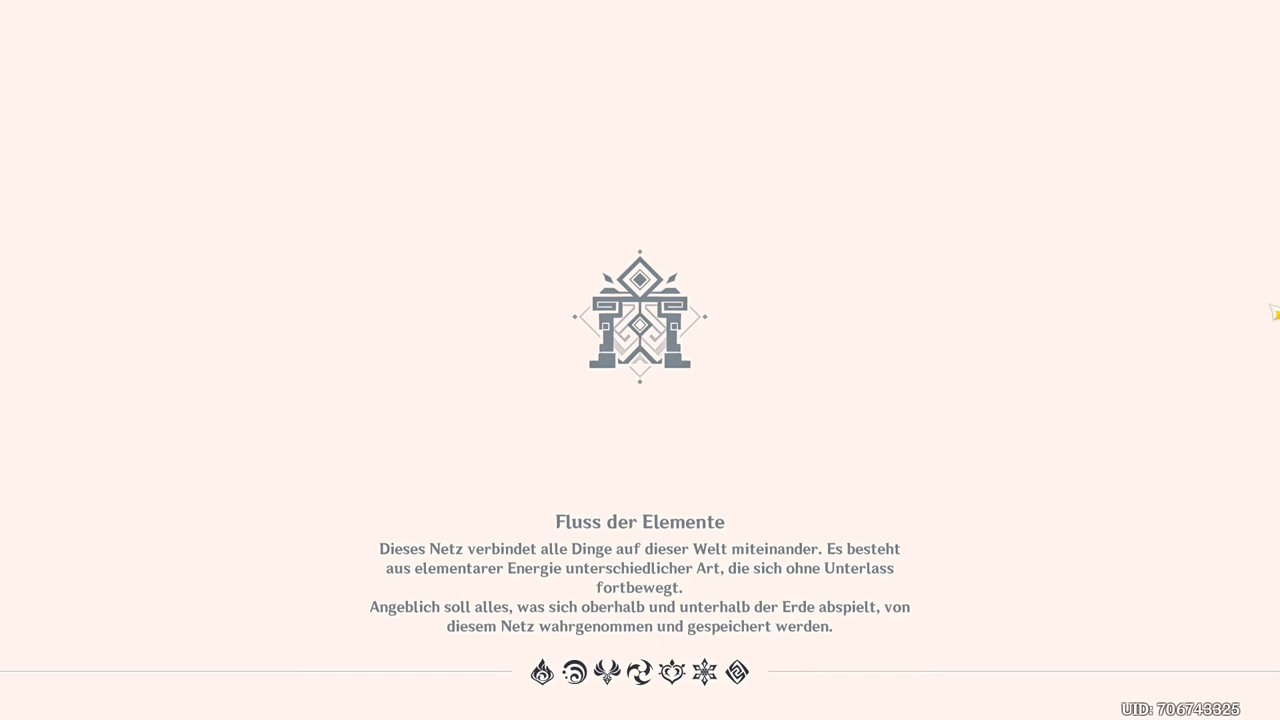 Fluss der Elemente
Dieses Netz verbindet alle Dinge auf dieser Welt miteinander. Es besteht
aus elementarer Energie unterschiedlicher Art, die sich ohne Unterlass
fortbewegt.
Angeblich soll alles, was sich oberhalb und unterhalb der Erde abspielt, von
diesem Netz wahrgenommen und gespeichert werden.
UID: 706743325